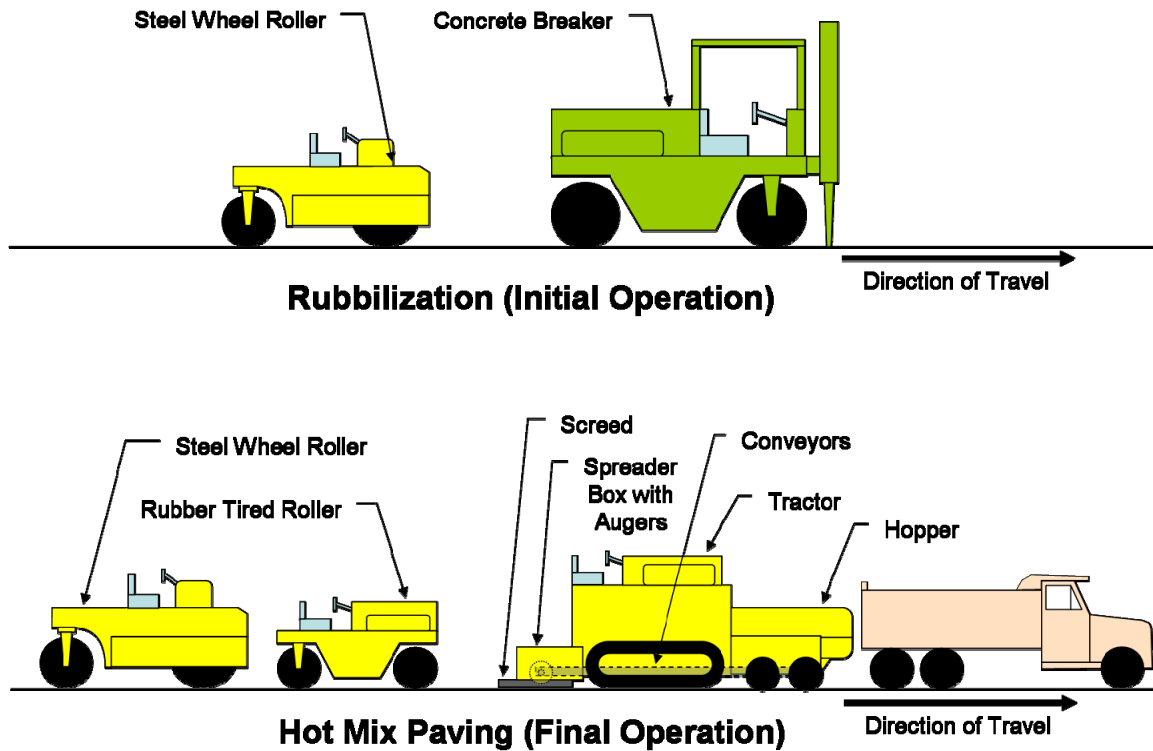 Steel Wheel Roller
Concrete Breaker
Direction of Travel
Rubbilization (Initial Operation)
Screed
Conveyors
Steel Wheel Roller
Spreader
Box with
Augers
Tractor
Rubber Tired Roller
Hopper
Direction of Travel
Hot Mix Paving (Final Operation)